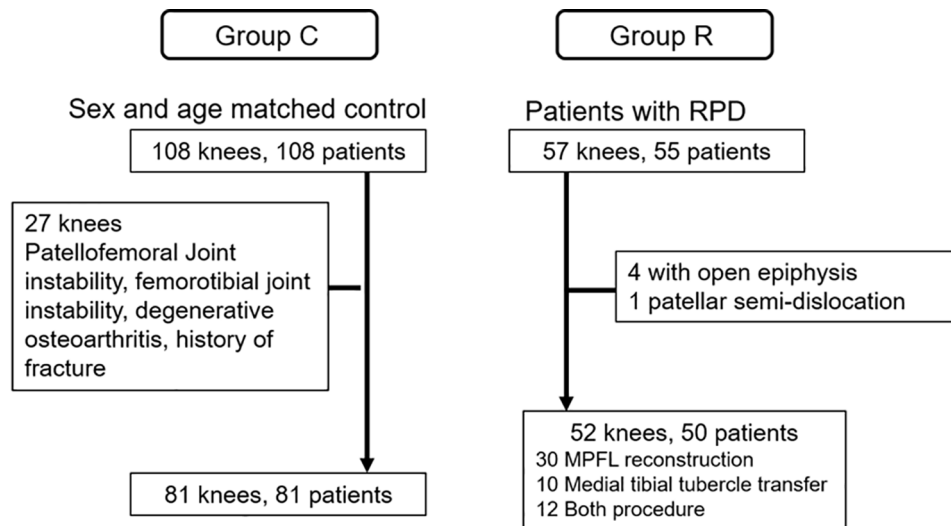 Group C
Sex and age matched control
108 knees, 108 patients
27 knees
Patellofemoral Joint
instability, femorotibial joint
instability, degenerative
osteoarthritis, history of
fracture
81 knees, 81 patients
Group R
Patients with RPD
57 knees, 55 patients
4 with open epiphysis
1 patellar semi-dislocation
52 knees, 50 patients
30 MPFL reconstruction
10 Medial tibial tubercle transfer
12 Both procedure